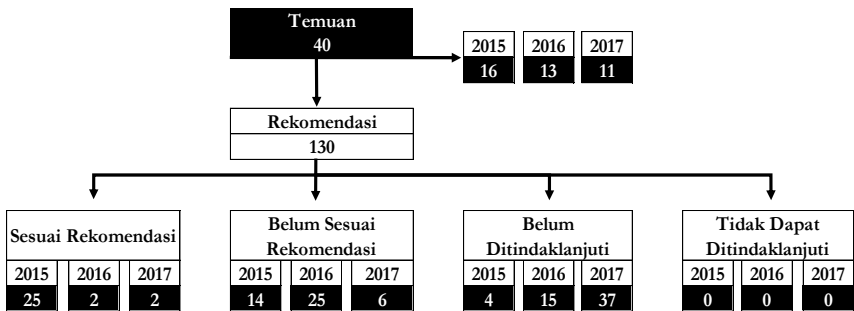 Temuan
40
2015 2016 2017
16 13 11
Rekomendasi
130
Sesuai Rekomendasi
2015 2016 2017
25 2 2
Belum Sesuai
Rekomendasi
2015 2016 2017
14 25 6
Belum
Ditindaklanjuti
2015 2016 2017
4 15 37
Tidak Dapat
Ditindaklanjuti
2015 2016 2017
0 0 0